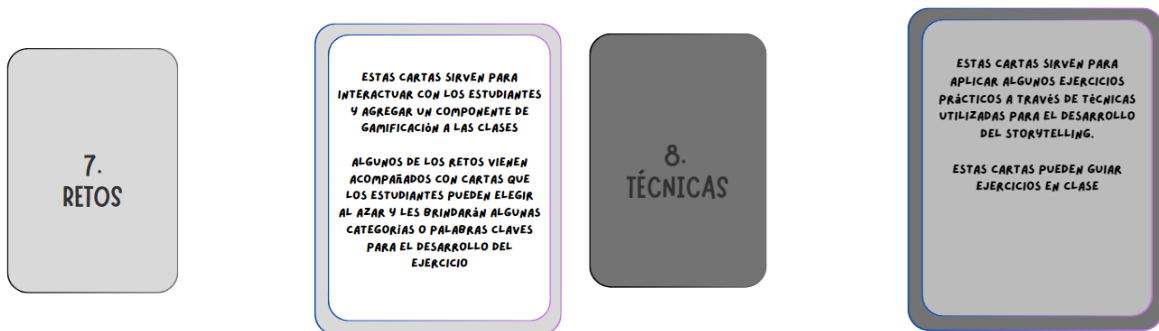 7.
RETOS
ESTAS CARTAS SIRVEN PARA
INTERACTUAR CON LOS ESTUDIANTES
Y AGREGAR UN COMPONENTE DE
GAMIFICACIÓN A LAS CLASES
ALGUNOS DE LOS RETOS VIENEN
ACOMPAÑADOS CON CARTAS QUE
LOS ESTUDIANTES PUEDEN ELEGIR
AL AZAR Y LES BRINDARÁN ALGUNAS
CATEGORÍAS O PALABRAS CLAVES
PARA EL DESARROLLO DEL
EJERCICIO
8.
TÉCNICAS
ESTAS CARTAS SIRVEN PARA
APLICAR ALGUNOS EJERCICIOS
PRÁCTICOS A TRAVÉS DE TÉCNICAS
UTILIZADAS PARA EL DESARROLLO
DEL STORYTELLING.
ESTAS CARTAS PUEDEN GUIAR
EJERCICIOS EN CLASE